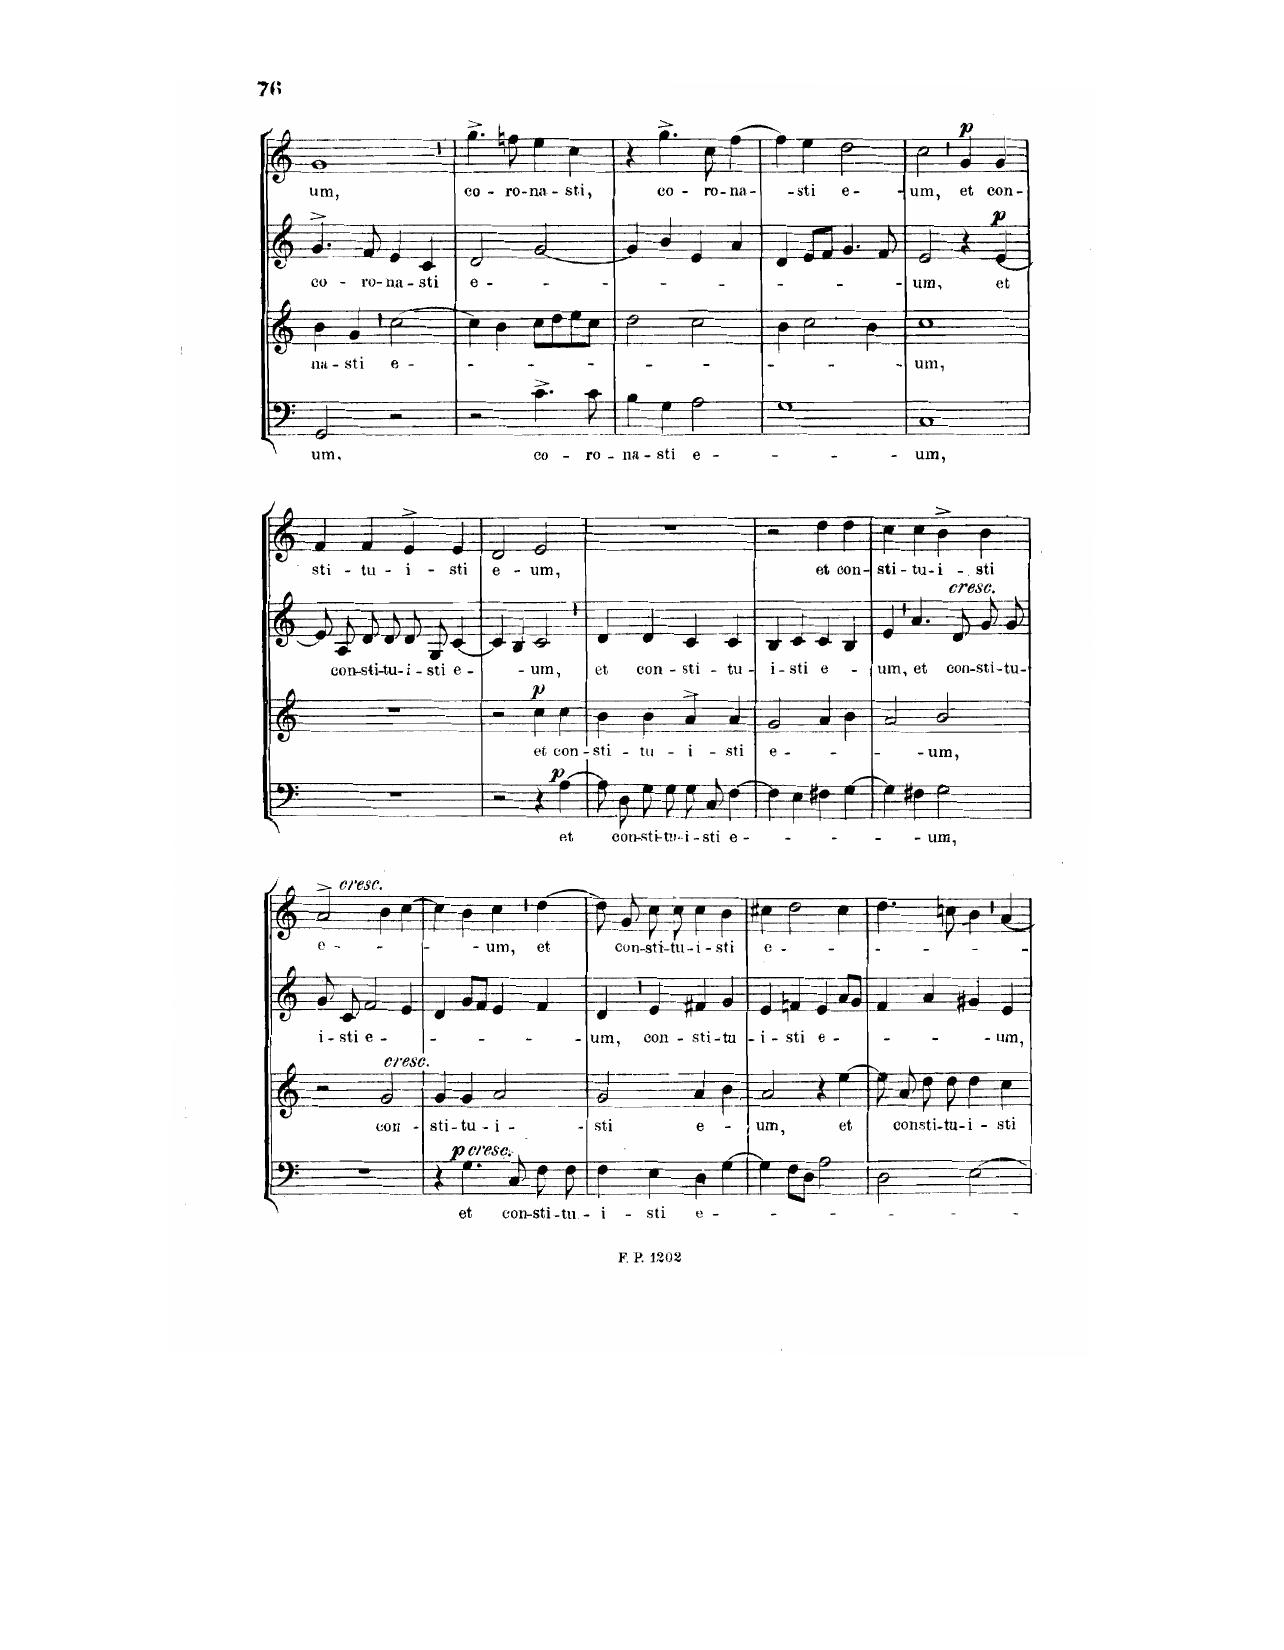 76
p
um, co - ro-na-sti, co - ro-na- -sti e - -um, et con-
p
co - ro-na-sti e - - - - - - - um, et
na-sti e - - - - - - - - - um,
um. co - ro - na-sti e - - - - um,
sti - tu - i - sti e - um, et con-sti-tu-i - sti
cresc.
con-sti-tu-i-sti e - - um, et con - sti - tu - i-sti e - um, et con-sti-tu-
p
et con-sti - tu - i - sti e - - - - um,
p
et con-sti-tu-i-sti e - - - - - um,
cresc.
e - - - - um, et con-sti-tu-i-sti e - - - - - -
i-sti e - - - - - um, con - sti-tu - i-sti e - - - - um,
cresc.
con - sti-tu-i - - sti e - um, et consti-tu-i-sti
p cresc.
et con-sti-tu - i - sti e - - - - - -
F. P. 1202